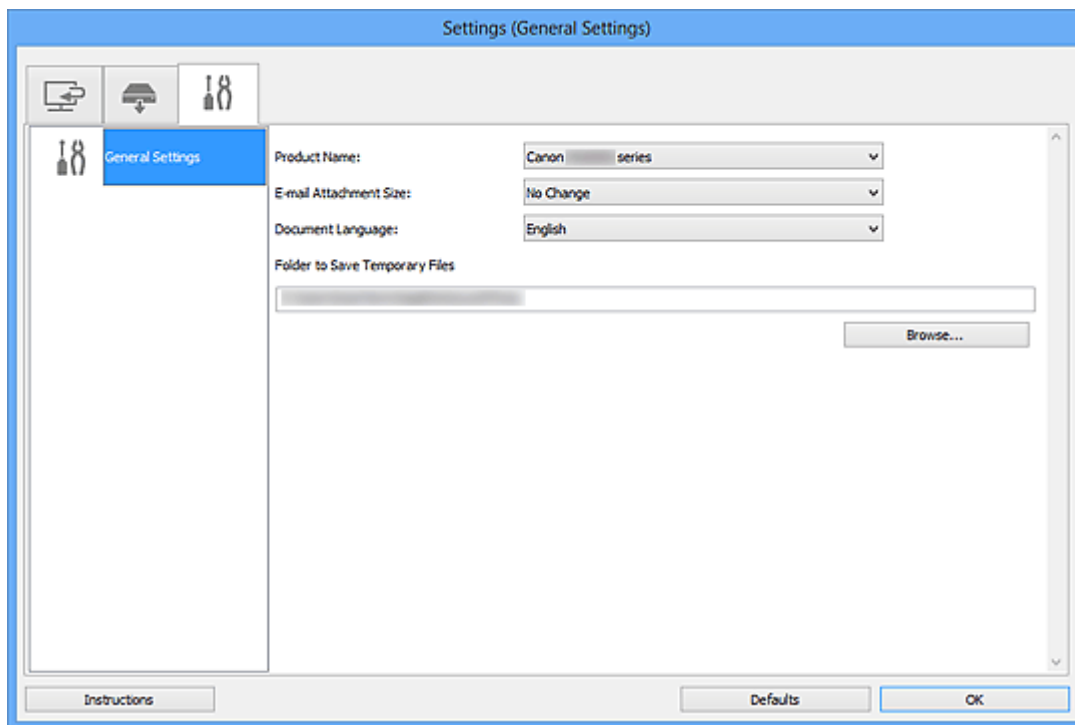 Settings (General Settings)
General Settings
Product Name:
Canon series
E-mail Attachment Size:
No Change
Document Language:
English
Folder to Save Temporary Files
Browse...
Instructions
Defaults
OK